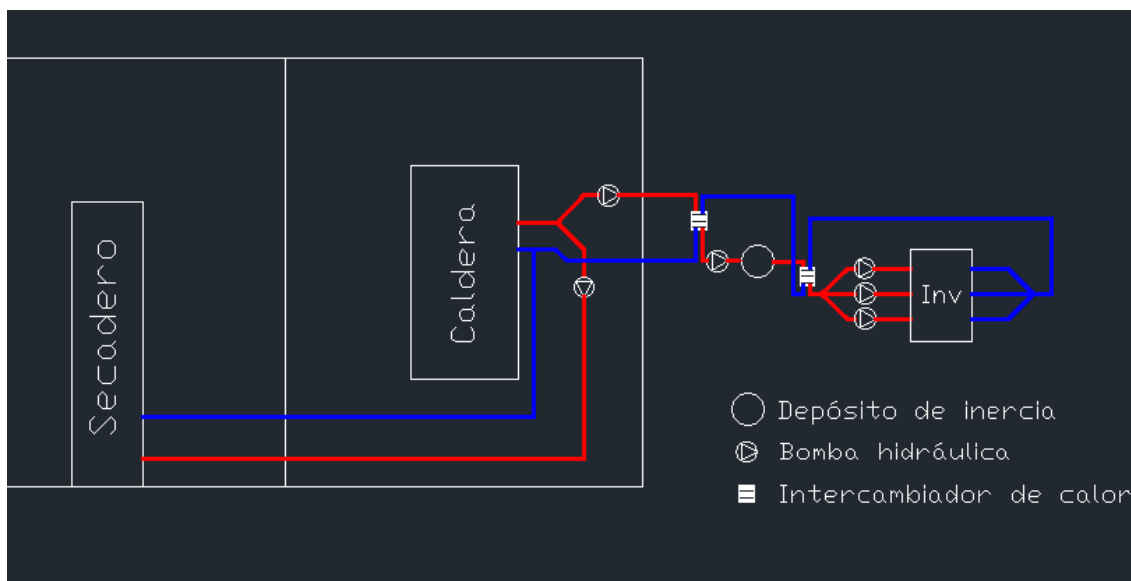 Secadero
Caldera
Inv
Depósito de inercia
Bomba hidráulica
Intercambiador de calor